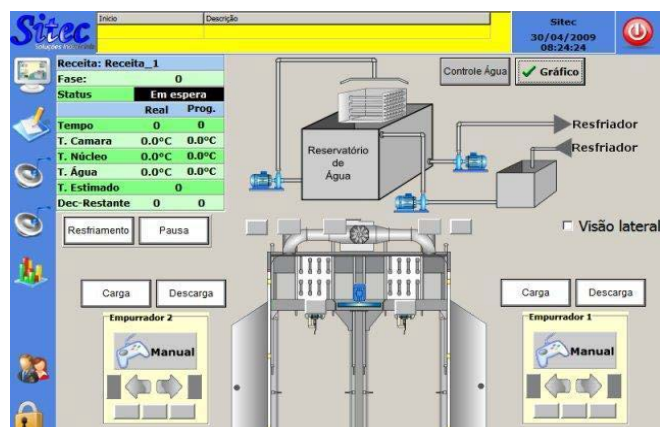 Sitec
Soluções Industriais
Inicio Descrição
Sitec
30/04/2009
08:24:24
Receita: Receita_1
Fase: 0
Status Em espera
Real Prog.
Tempo 0 0
T. Camara 0.0°C 0.0°C
T. Núcleo 0.0°C 0.0°C
T. Água 0.0°C 0.0°C
T. Estimado 0
Dec-Restante 0 0
Resfriamento Pausa
Controle Água Gráfico
Reservatório
de
Água
Resfriador
Resfriador
Visão lateral
Carga Descarga
Empurrador 2
Manual
Carga Descarga
Empurrador 1
Manual